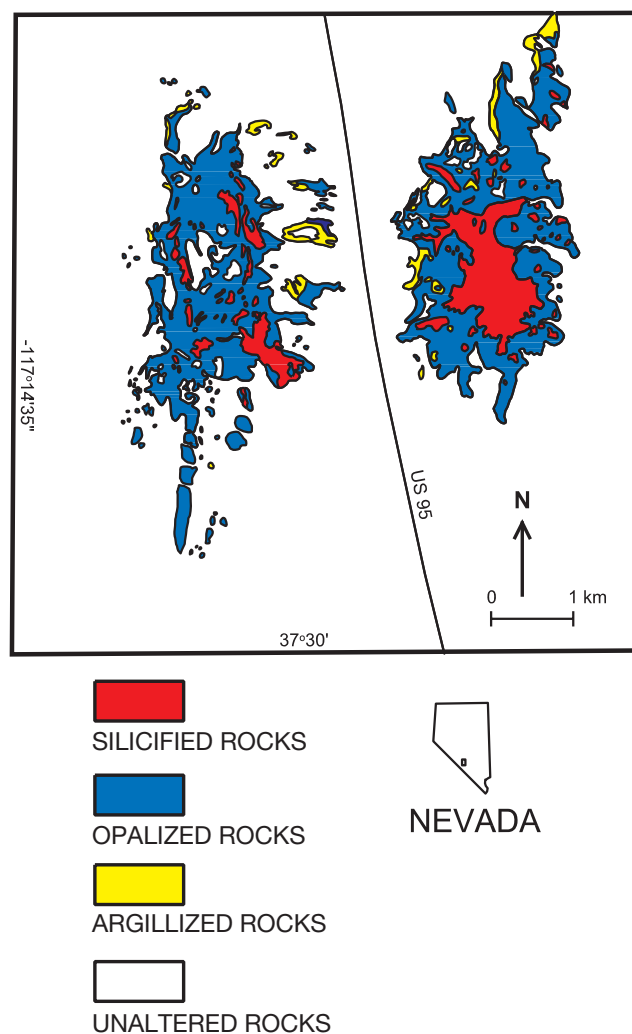 -117°14'35"
US 95
N
0 1 km
37°30'
SILICIFIED ROCKS
OPALIZED ROCKS
NEVADA
ARGILLIZED ROCKS
UNALTERED ROCKS